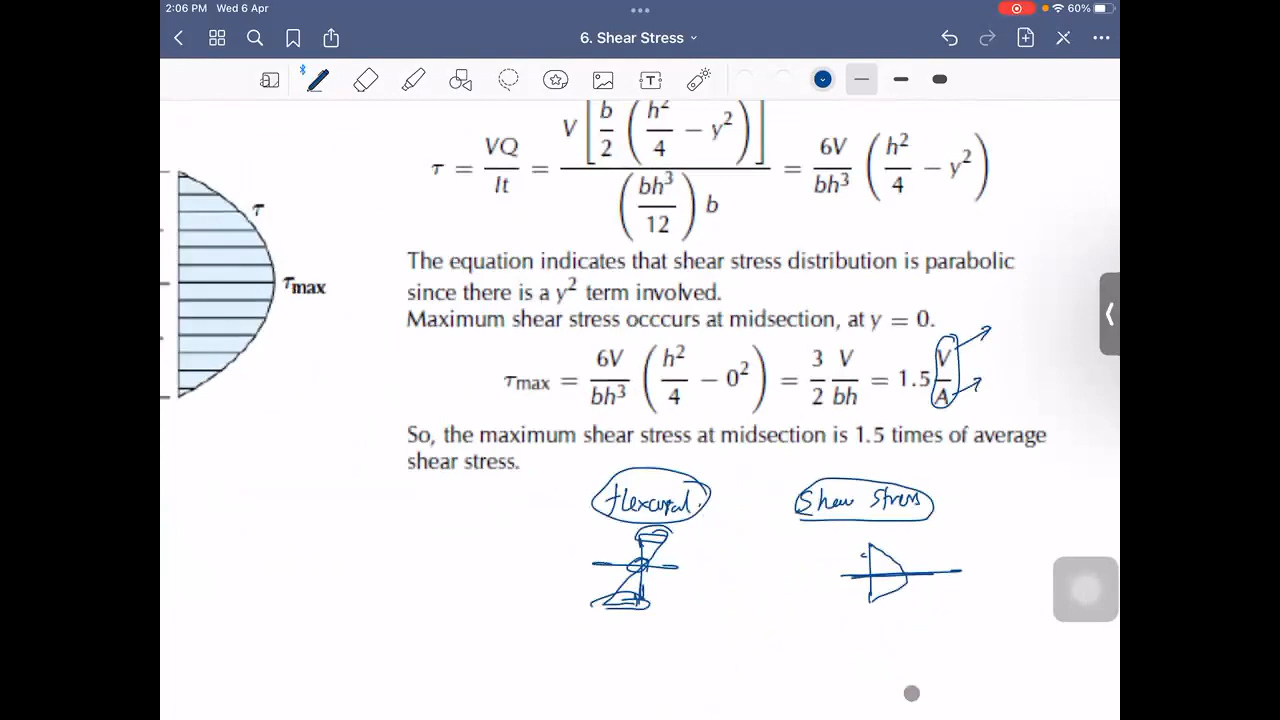 2:06 PM Wed 6 Apr
60%
6. Shear Stress
T
τ
τmax
τ = VQ/It = V[b/2(h²/4 − y²)]/((bh³/12)b) = 6V/bh³(h²/4 − y²)
The equation indicates that shear stress distribution is parabolic
since there is a y² term involved.
Maximum shear stress occcurs at midsection, at y = 0.
τmax = 6V/bh³(h²/4 − 0²) = 3/2 V/bh = 1.5 V/A
So, the maximum shear stress at midsection is 1.5 times of average
shear stress.
flexural.
Shear Stress